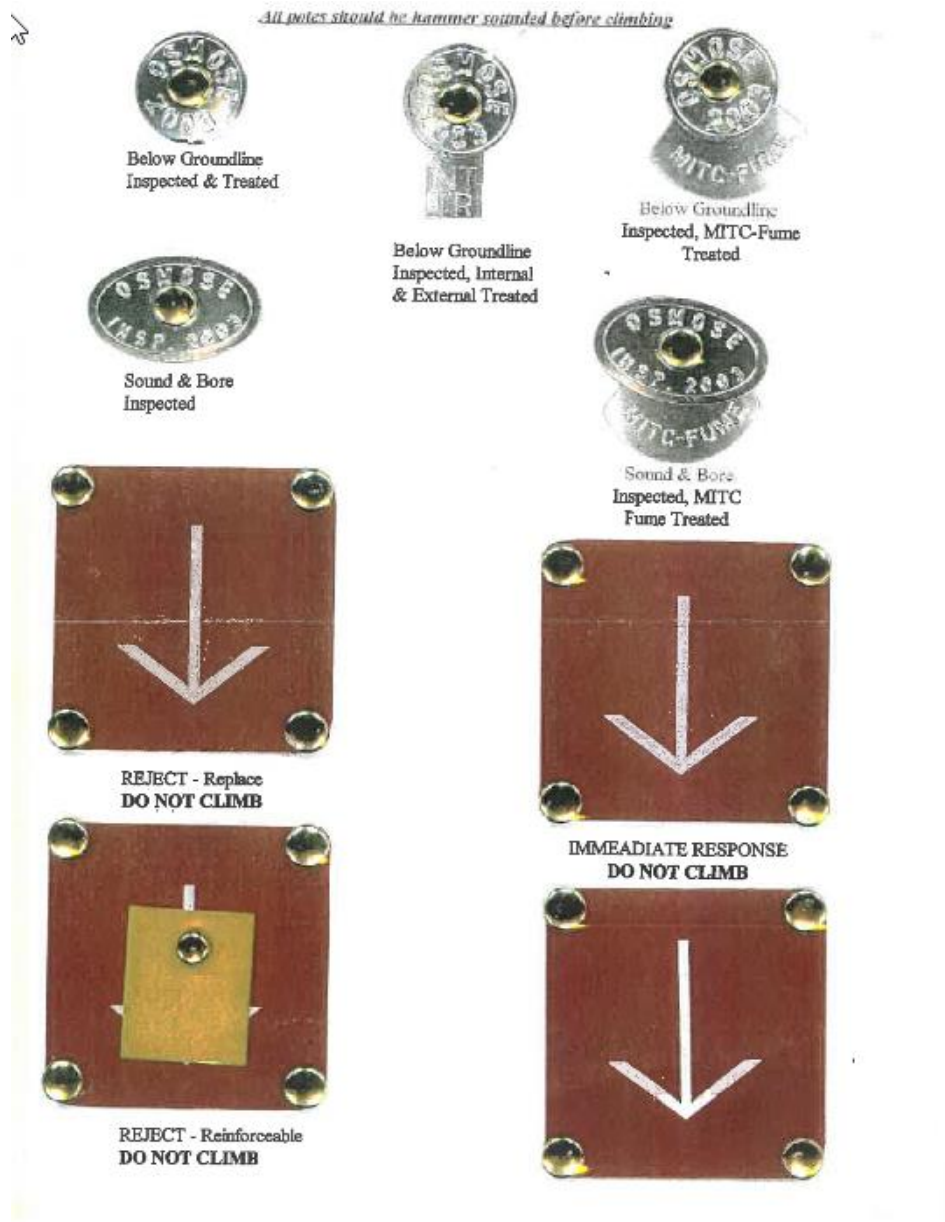 All poles should be hammer sounded before climbing
OSMOSE
2003
Below Groundline
Inspected & Treated
OSMOSE
Below Groundline
Inspected, Internal
& External Treated
OSMOSE
2003
MITC-FUME
Below Groundline
Inspected, MITC-Fume
Treated
OSMOSE
INSP. 2003
Sound & Bore
Inspected
OSMOSE
INSP. 2003
MITC-FUME
Sound & Bore
Inspected, MITC
Fume Treated
REJECT - Replace
DO NOT CLIMB
IMMEADIATE RESPONSE
DO NOT CLIMB
REJECT - Reinforceable
DO NOT CLIMB